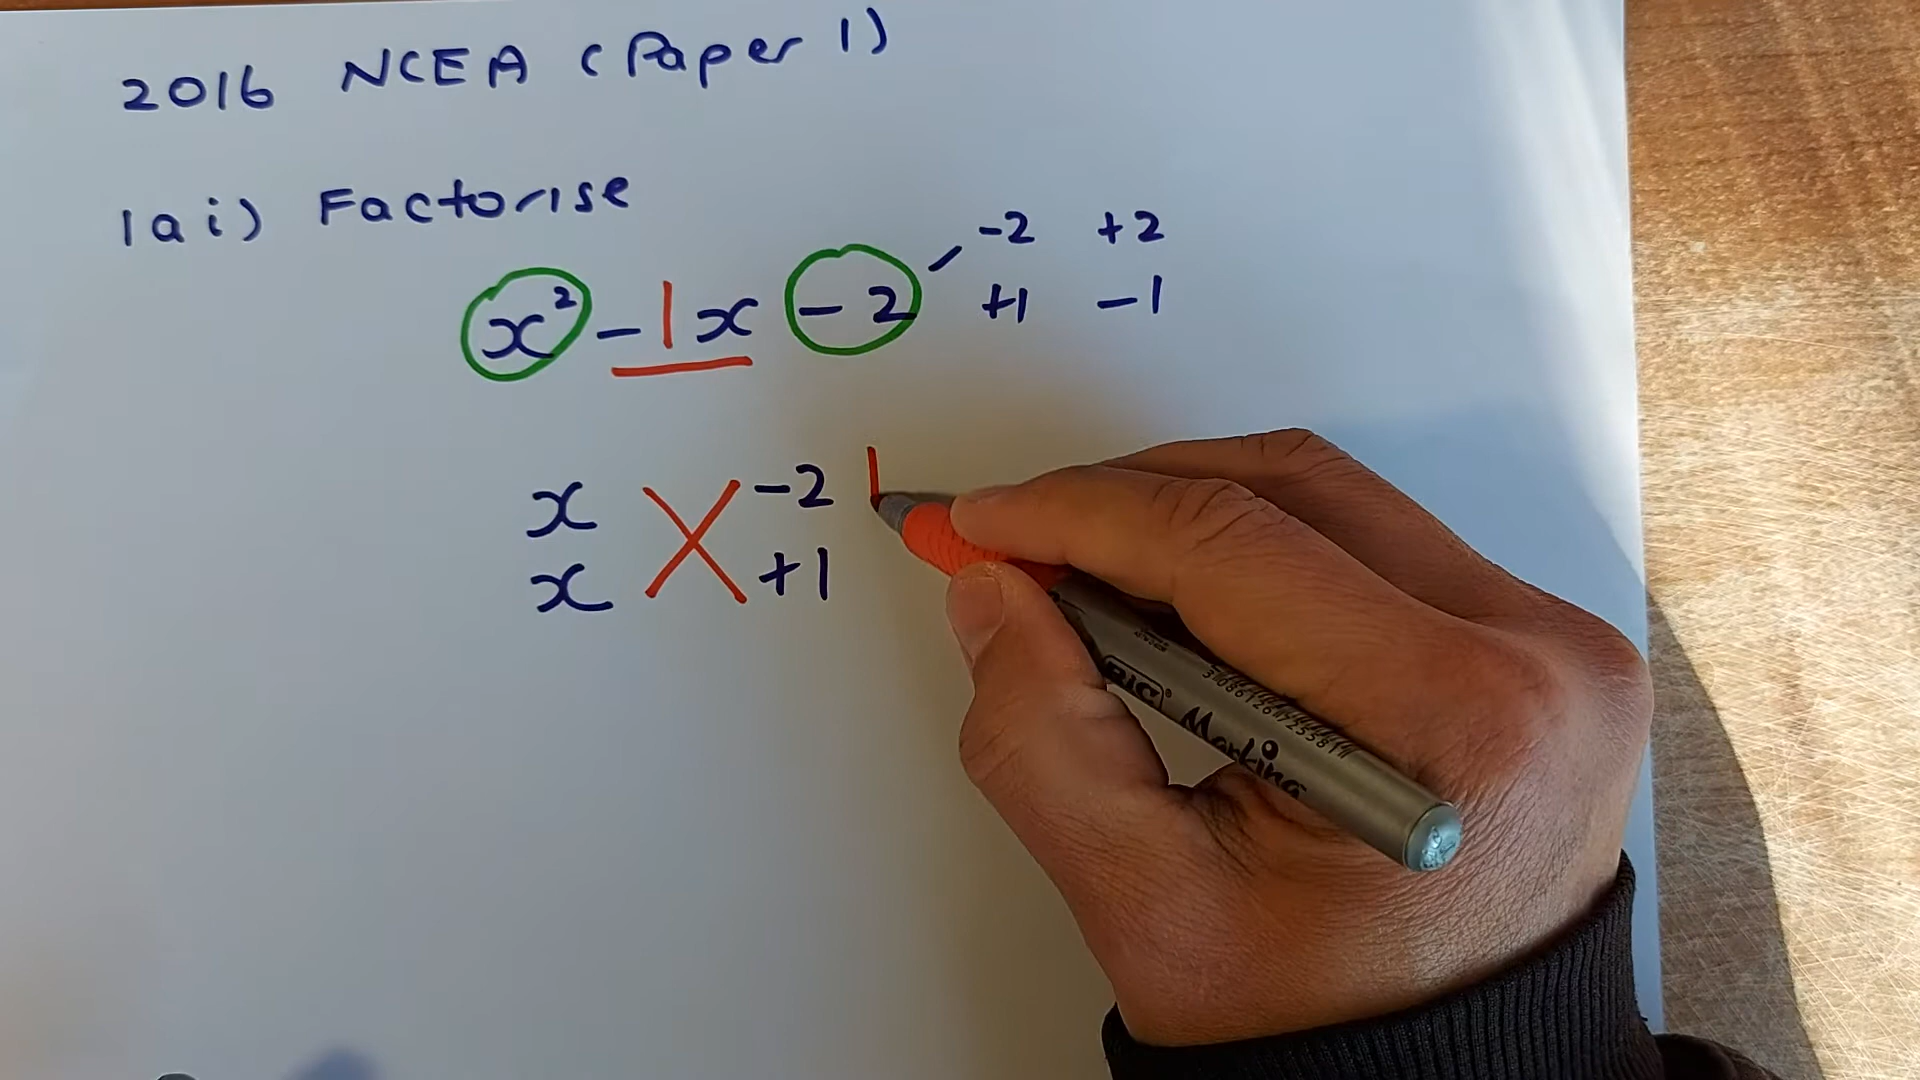 2016 NCEA (Paper 1)
1ai) Factorise
-2 +2
x² -1x -2 +1 -1
x -2
x +1
BIC® Marking